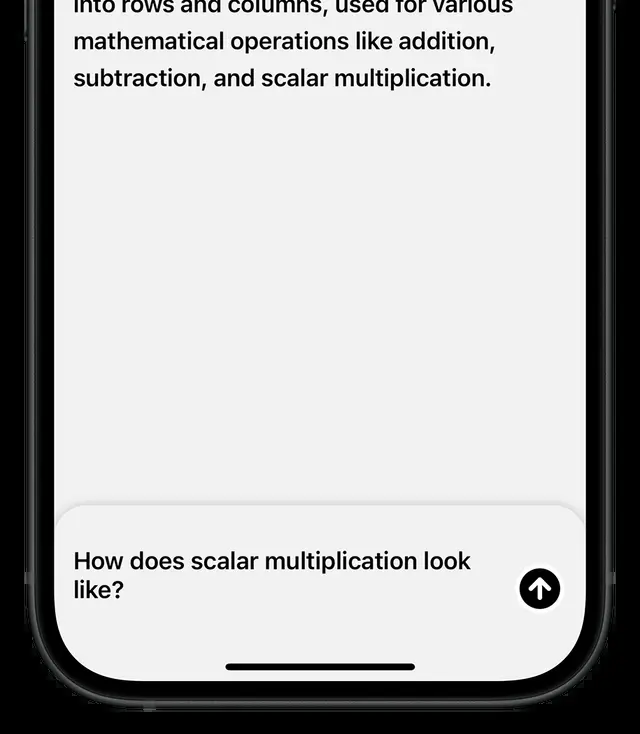 into rows and columns, used for various
mathematical operations like addition,
subtraction, and scalar multiplication.
How does scalar multiplication look
like?